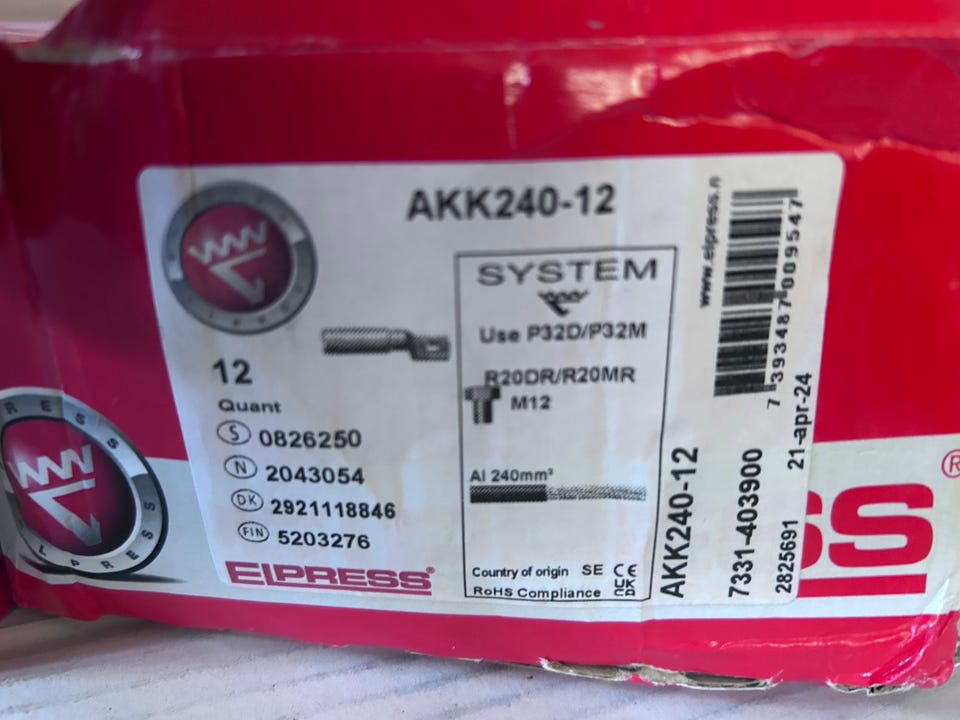 AKK240-12
SYSTEM
Use P32D/P32M
R20DR/R20MR
M12
12
Quant
S 0826250
N 2043054
DK 2921118846
FIN 5203276
ELPRESS®
Al 240mm²
Country of origin SE CE
RoHS Compliance UKCA
www.elpress.n
7 393487 009547
AKK240-12
7331-403900
2825691 21-apr-24
SS®